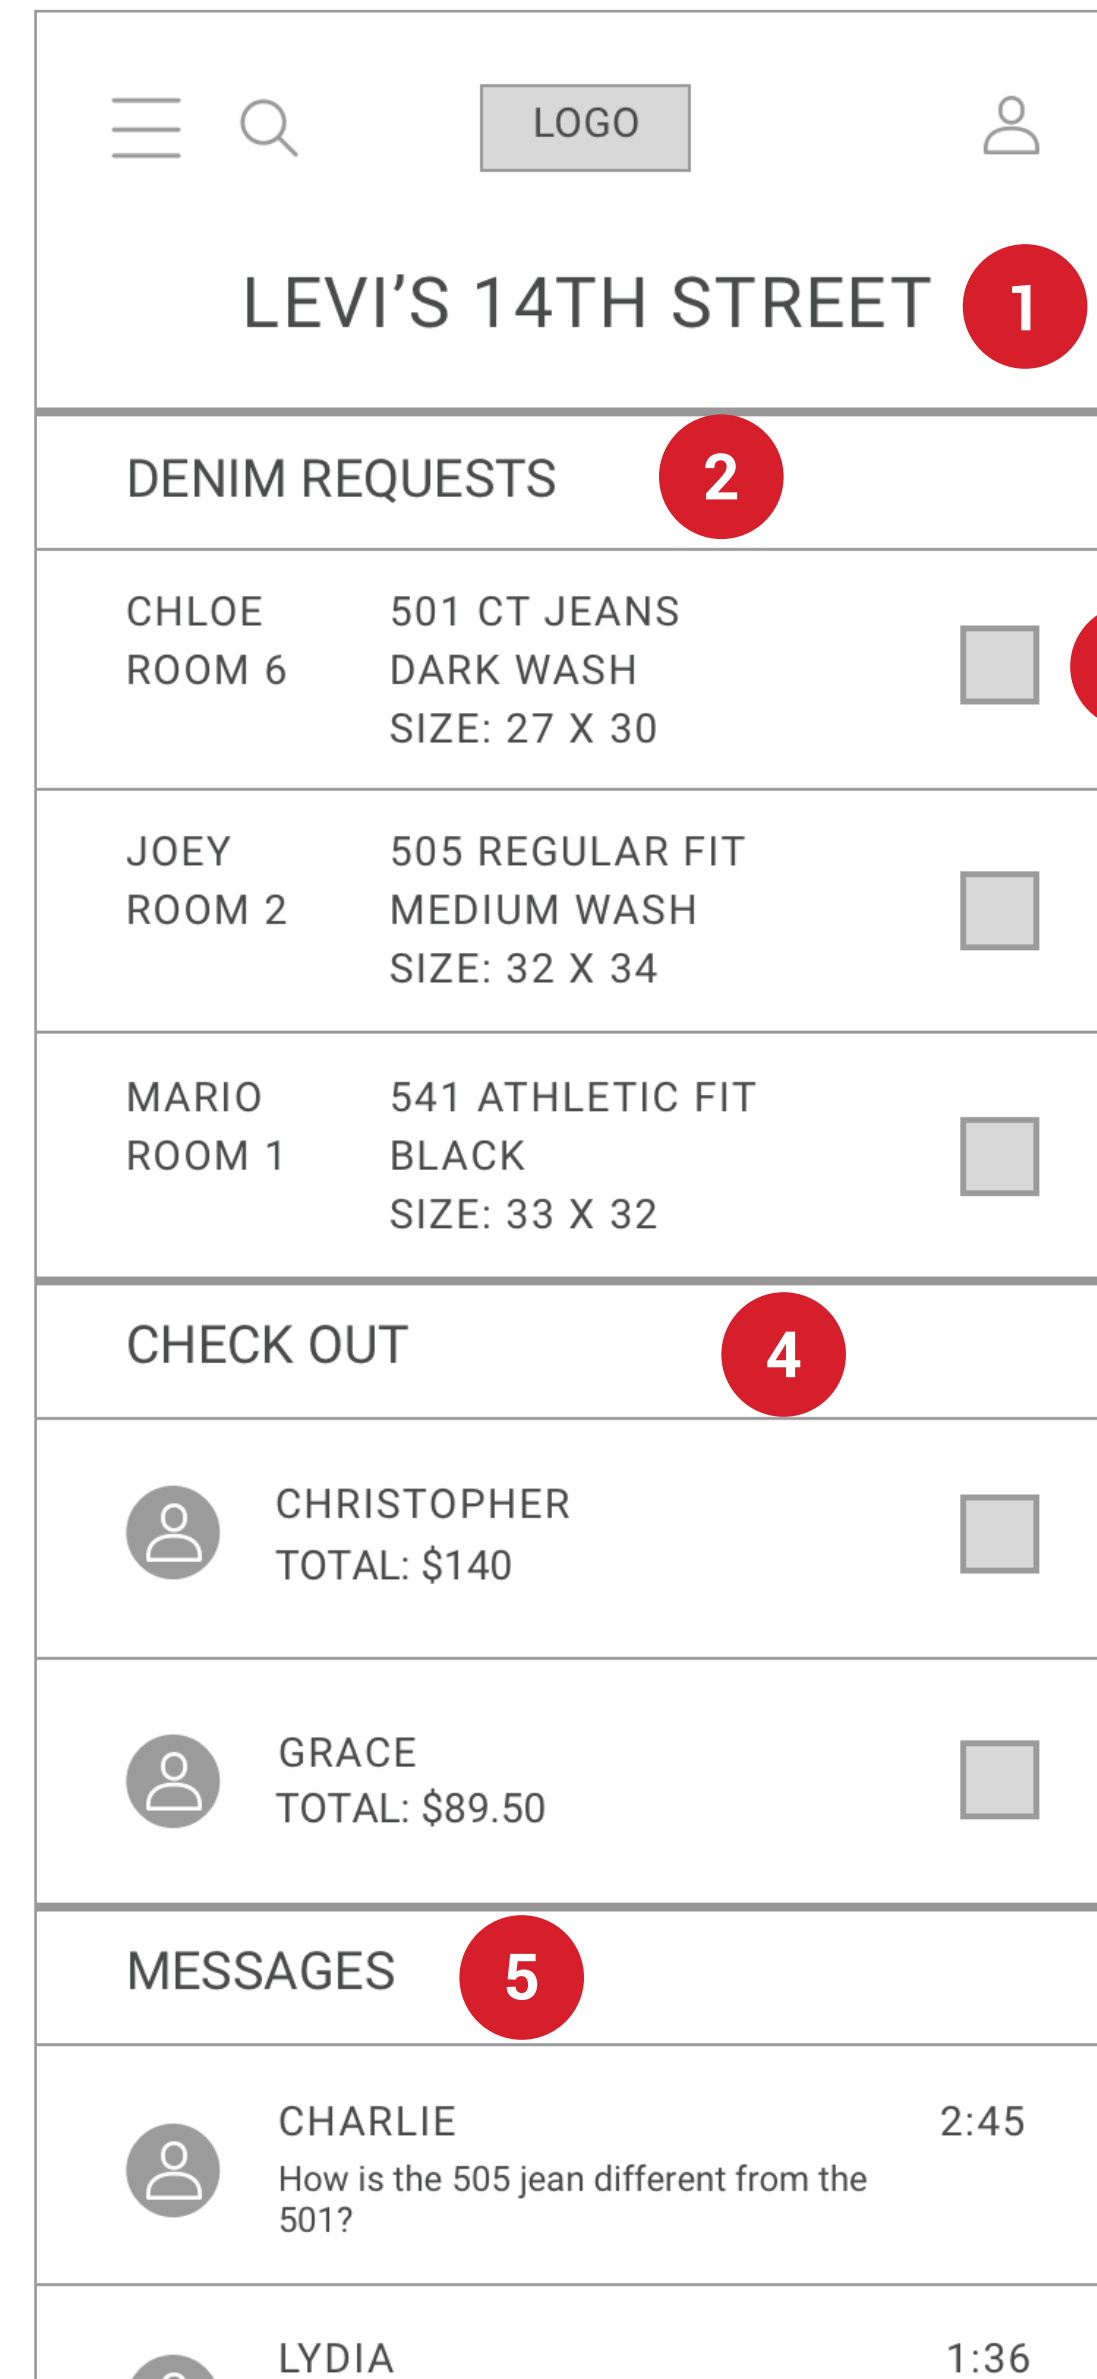 LOGO
LEVI’S 14TH STREET
1
DENIM REQUESTS
2
CHLOE
ROOM 6
501 CT JEANS
DARK WASH
SIZE: 27 X 30
JOEY
ROOM 2
505 REGULAR FIT
MEDIUM WASH
SIZE: 32 X 34
MARIO
ROOM 1
541 ATHLETIC FIT
BLACK
SIZE: 33 X 32
CHECK OUT
4
CHRISTOPHER
TOTAL: $140
GRACE
TOTAL: $89.50
MESSAGES
5
CHARLIE
2:45
How is the 505 jean different from the
501?
LYDIA
1:36